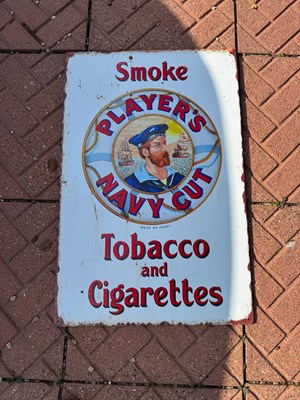 Smoke
PLAYER'S
NAVY CUT
Tobacco
and
Cigarettes